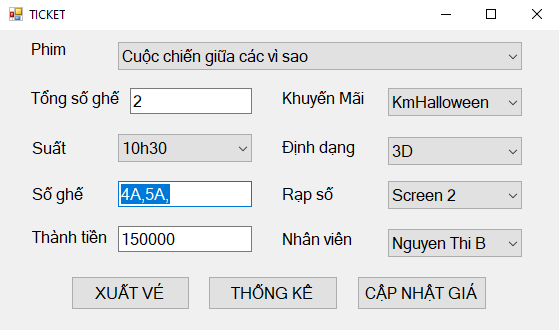 TICKET
Phim Cuộc chiến giữa các vì sao
Tổng số ghế 2 Khuyến Mãi KmHalloween
Suất 10h30 Định dạng 3D
Số ghế 4A,5A, Rạp số Screen 2
Thành tiền 150000 Nhân viên Nguyen Thi B
XUẤT VÉ THỐNG KÊ CẬP NHẬT GIÁ